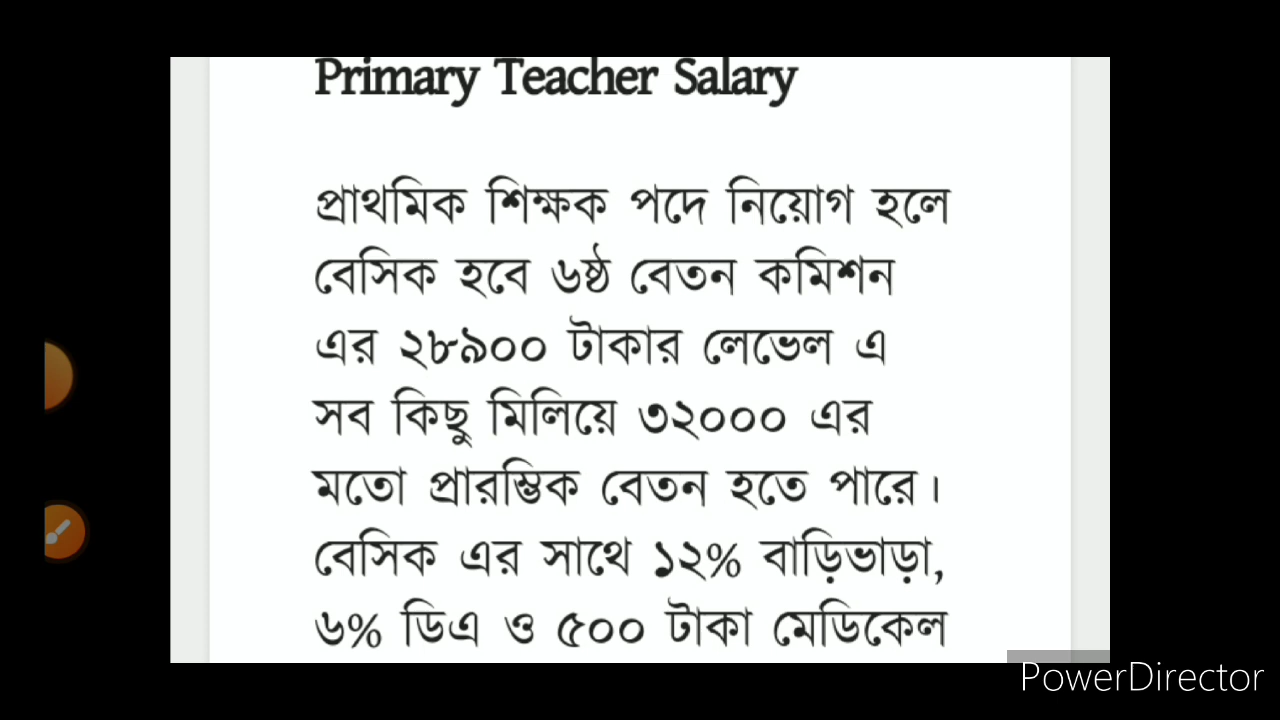 Primary Teacher Salary
প্রাথমিক শিক্ষক পদে নিয়োগ হলে
বেসিক হবে ৬ষ্ঠ বেতন কমিশন
এর ২৮৯০০ টাকার লেভেল এ
সব কিছু মিলিয়ে ৩২০০০ এর
মতো প্রারম্ভিক বেতন হতে পারে।
বেসিক এর সাথে ১২% বাড়িভাড়া,
৬% ডিএ ও ৫০০ টাকা মেডিকেল
PowerDirector